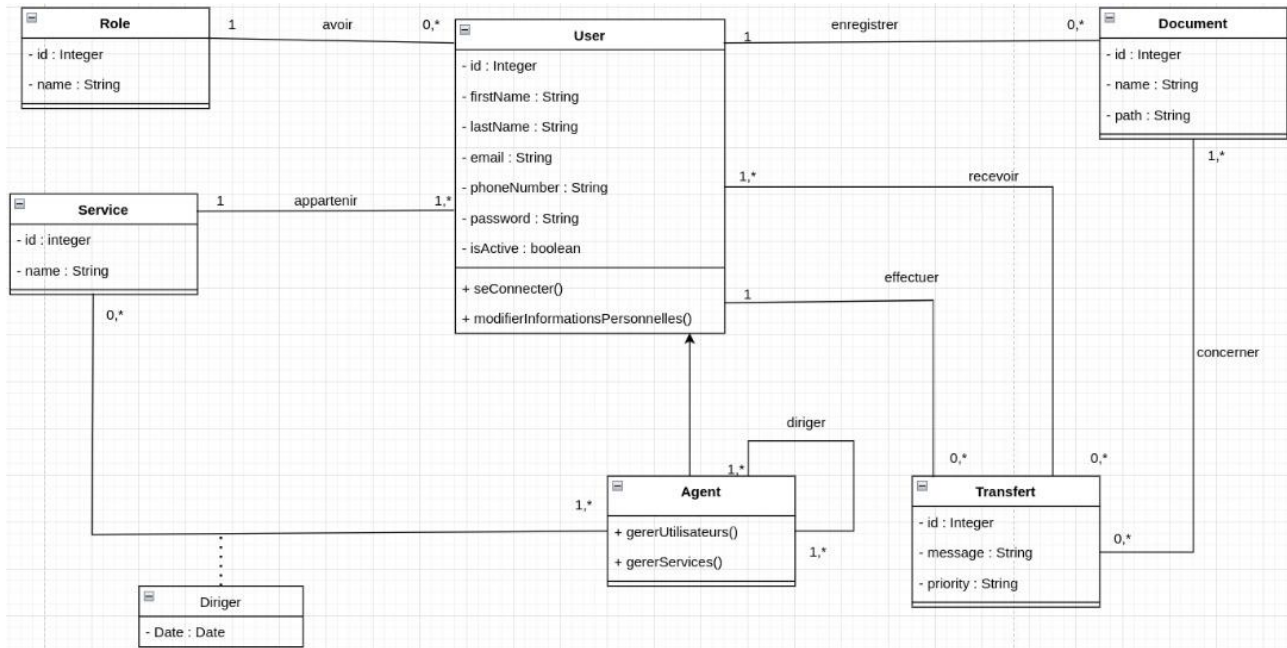 Role
- id : Integer
- name : String
1
avoir
0,*
User
- id : Integer
- firstName : String
- lastName : String
- email : String
- phoneNumber : String
- password : String
- isActive : boolean
+ seConnecter()
+ modifierInformationsPersonnelles()
1
enregistrer
0,*
Document
- id : Integer
- name : String
- path : String
1,*
recevoir
1,*
Service
- id : integer
- name : String
1
appartenir
1,*
effectuer
1
0,*
concerner
diriger
1,*
0,*
0,*
Agent
+ gererUtilisateurs()
+ gererServices()
1,*
1,*
Transfert
- id : Integer
- message : String
- priority : String
0,*
Diriger
- Date : Date